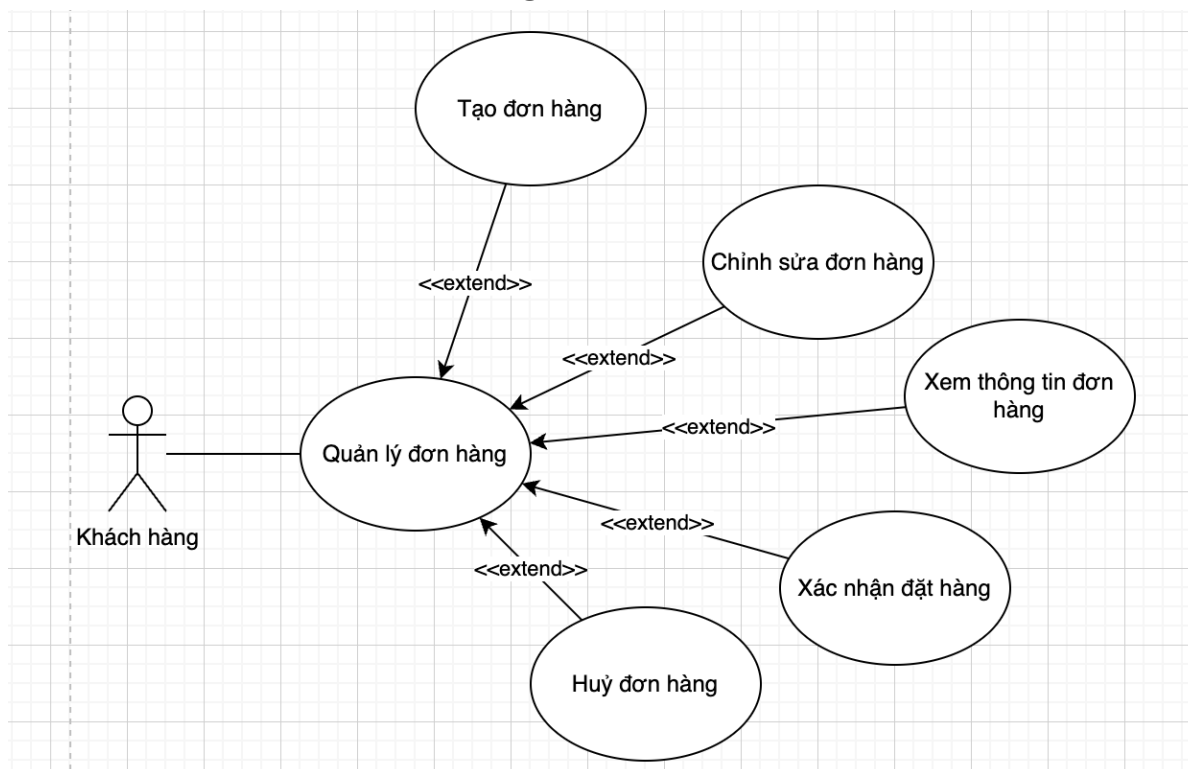 Tạo đơn hàng
<<extend>>
Chỉnh sửa đơn hàng
<<extend>>
Xem thông tin đơn
hàng
<<extend>>
Quản lý đơn hàng
Khách hàng
<<extend>>
Xác nhận đặt hàng
<<extend>>
Huỷ đơn hàng